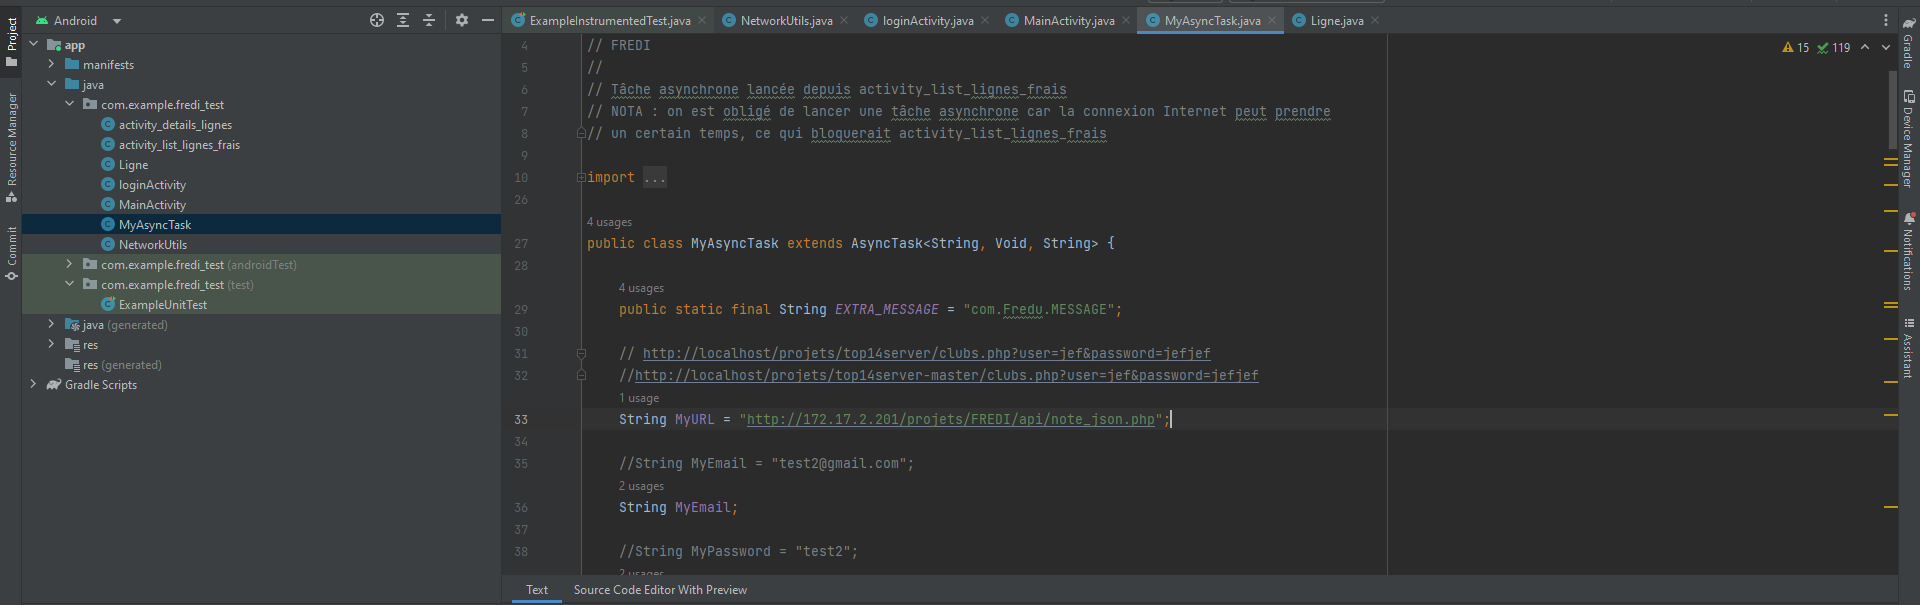 Android
ExampleInstrumentedTest.java
NetworkUtils.java
loginActivity.java
MainActivity.java
MyAsyncTask.java
Ligne.java
Project
Resource Manager
Commit
app
manifests
java
com.example.fredi_test
activity_details_lignes
activity_list_lignes_frais
Ligne
loginActivity
MainActivity
MyAsyncTask
NetworkUtils
com.example.fredi_test (androidTest)
com.example.fredi_test (test)
ExampleUnitTest
java (generated)
res
res (generated)
Gradle Scripts
15 119
4 // FREDI
5 //
6 // Tâche asynchrone lancée depuis activity_list_lignes_frais
7 // NOTA : on est obligé de lancer une tâche asynchrone car la connexion Internet peut prendre
8 // un certain temps, ce qui bloquerait activity_list_lignes_frais
9
10 import ...
26
4 usages
27 public class MyAsyncTask extends AsyncTask<String, Void, String> {
28
4 usages
29 public static final String EXTRA_MESSAGE = "com.Fredu.MESSAGE";
30
31 // http://localhost/projets/top14server/clubs.php?user=jef&password=jefjef
32 //http://localhost/projets/top14server-master/clubs.php?user=jef&password=jefjef
1 usage
33 String MyURL = "http://172.17.2.201/projets/FREDI/api/note_json.php";
34
35 //String MyEmail = "test2@gmail.com";
2 usages
36 String MyEmail;
37
38 //String MyPassword = "test2";
2 usages
Text Source Code Editor With Preview
Gradle
Device Manager
Notifications
Assistant